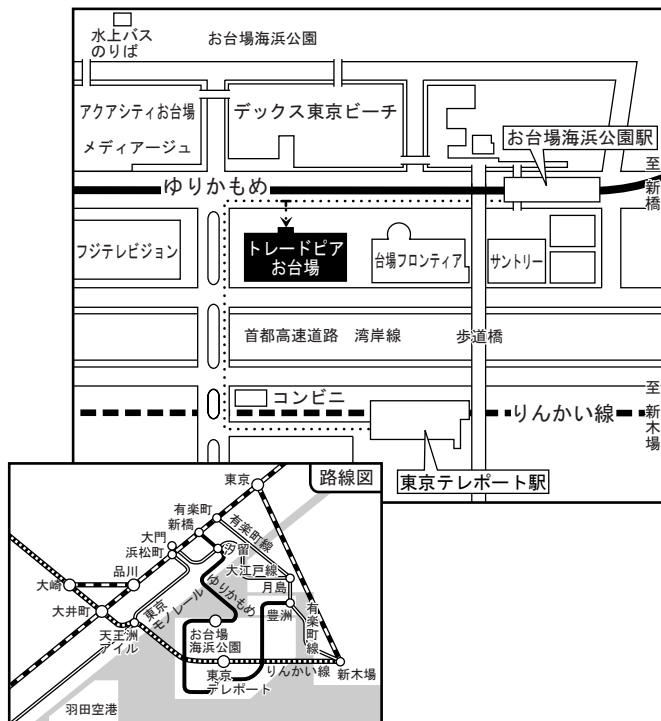 水上バス
のりば
お台場海浜公園
アクアシティお台場
メディアージュ
デックス東京ビーチ
お台場海浜公園駅
至
新
橋
ゆりかもめ
フジテレビジョン
トレードピア
お台場
台場フロンティア
サントリー
首都高速道路 湾岸線
歩道橋
コンビニ
りんかい線
至
新
木
場
東京テレポート駅
路線図
東京
有楽町
新橋
有楽町線
大門
浜松町
汐留
大江戸線
品川
月島
大崎
ゆりかもめ
東京
モノレール
豊洲
有楽町線
大井町
天王洲
アイル
お台場
海浜公園
りんかい線
新木場
東京
テレポート
羽田空港